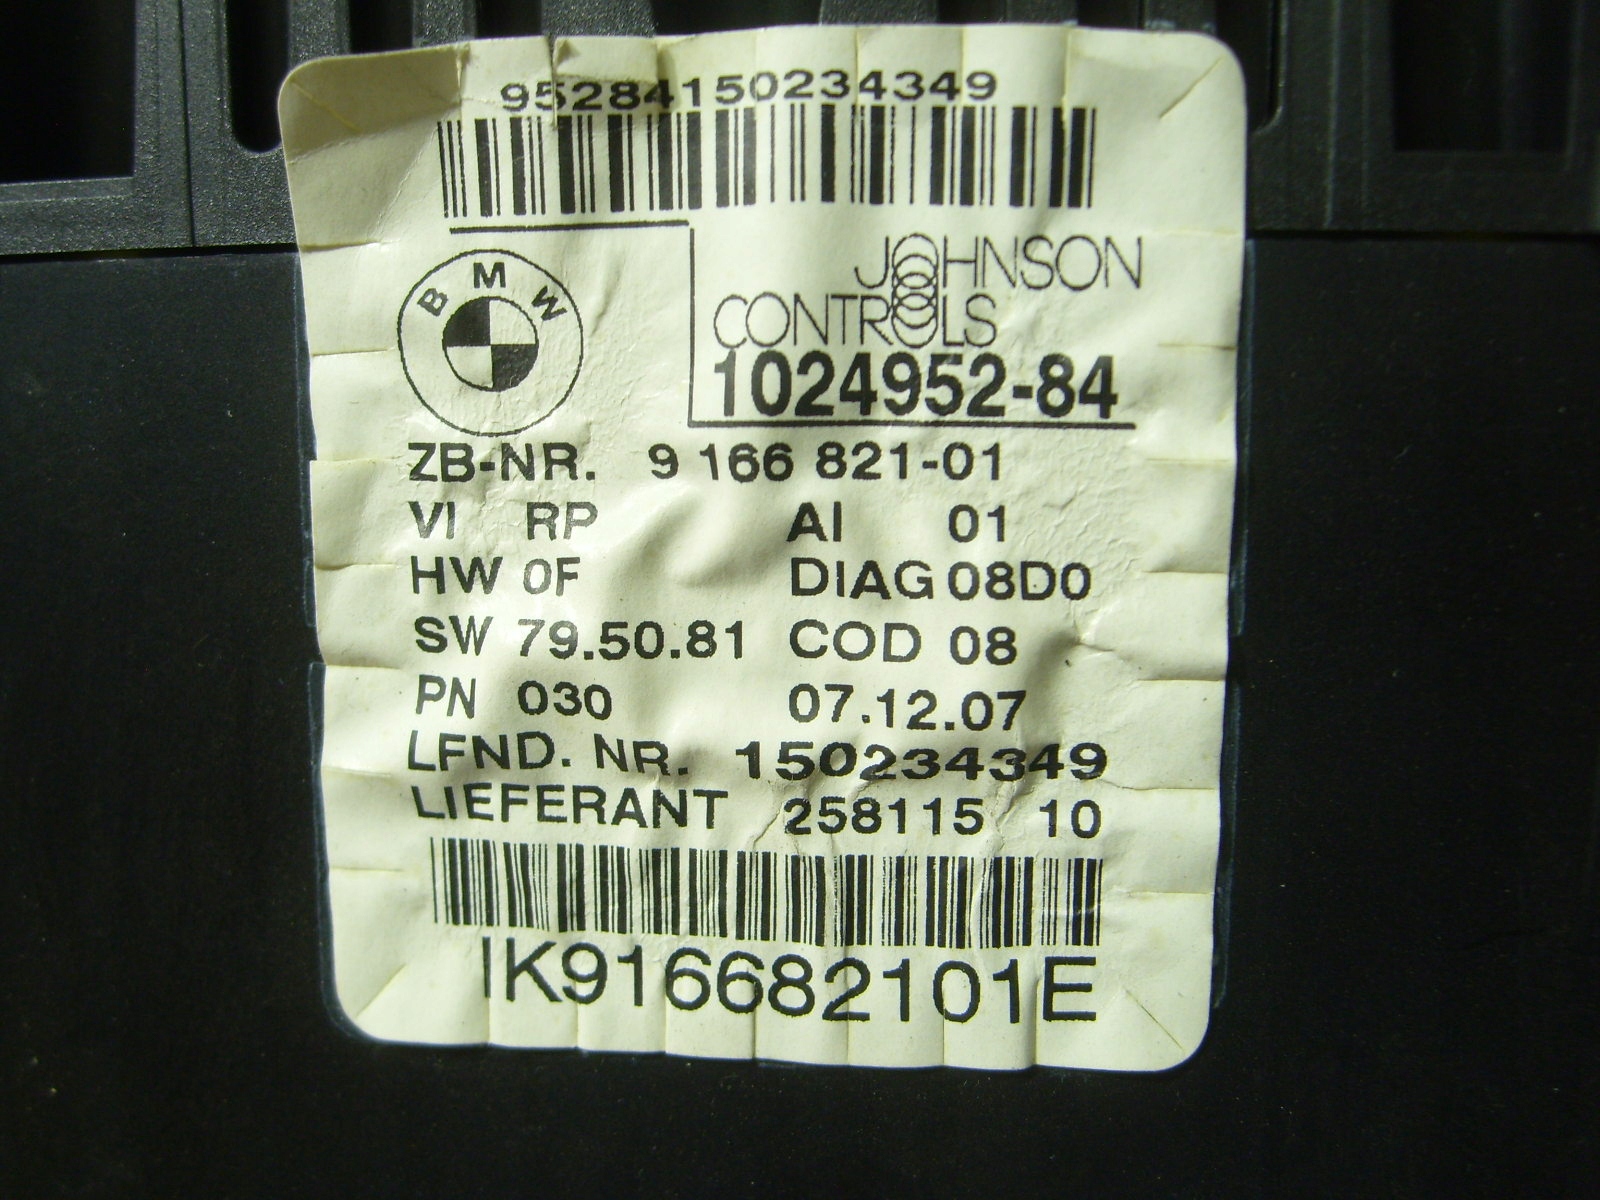 95284150234349
BMW
JOHNSON
CONTROLS
1024952-84
ZB-NR. 9 166 821-01
VI RP AI 01
HW 0F DIAG 08D0
SW 79.50.81 COD 08
PN 030 07.12.07
LFND. NR. 150234349
LIEFERANT 258115 10
IK916682101E